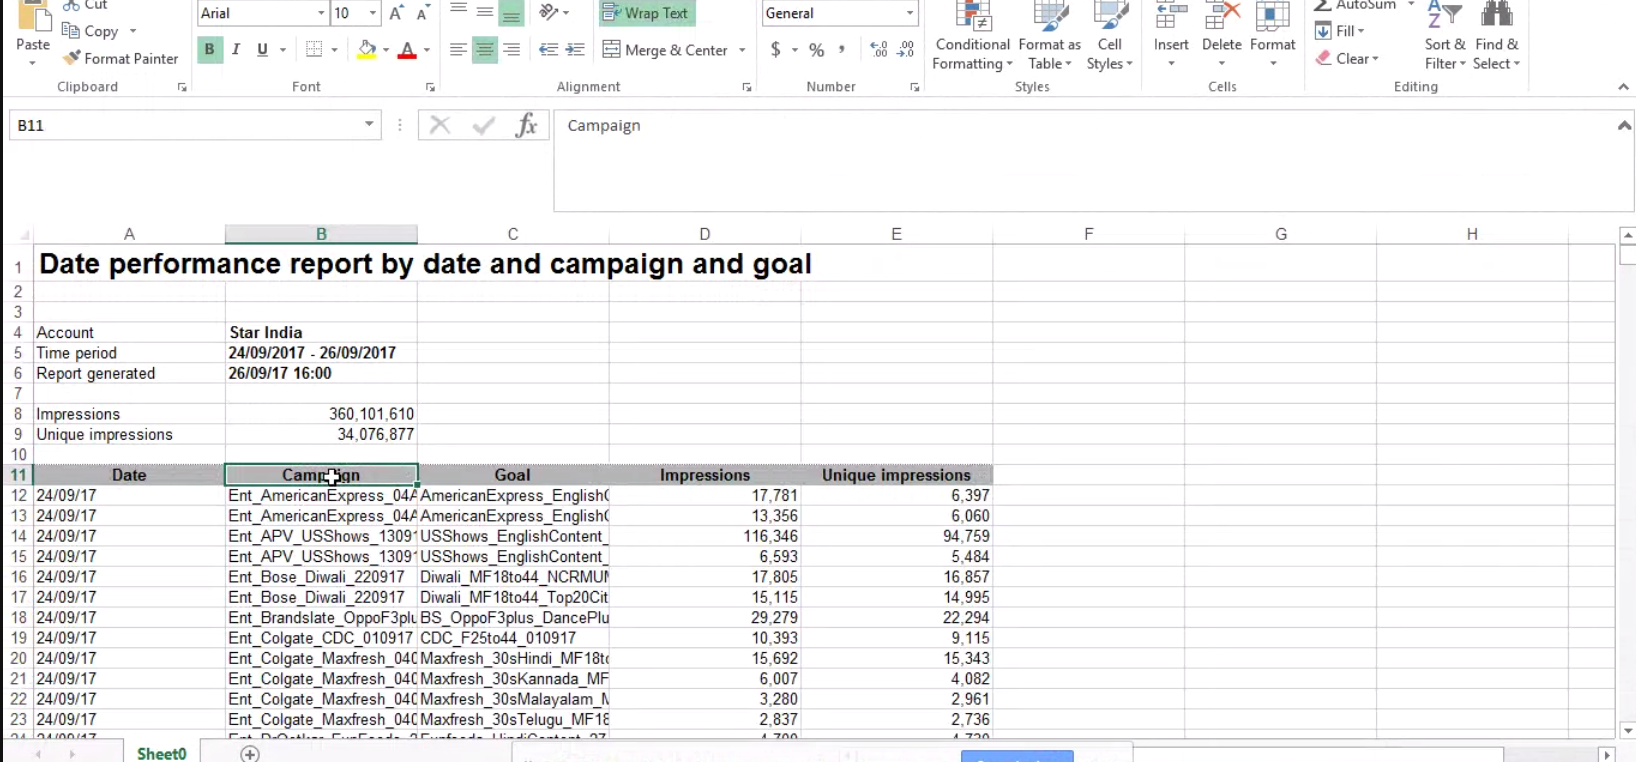 Cut
Paste
Copy
Format Painter
Clipboard
Arial
10
B I U
Font
Wrap Text
Merge & Center
Alignment
General
$ % ,
Number
Conditional Formatting
Format as Table
Cell Styles
Styles
Insert
Delete
Format
Cells
AutoSum
Fill
Clear
Sort & Filter
Find & Select
Editing
B11
fx
Campaign
A B C D E F G H
1 Date performance report by date and campaign and goal
2
3
4 Account Star India
5 Time period 24/09/2017 - 26/09/2017
6 Report generated 26/09/17 16:00
7
8 Impressions 360,101,610
9 Unique impressions 34,076,877
10
11 Date Campaign Goal Impressions Unique impressions
12 24/09/17 Ent_AmericanExpress_04A AmericanExpress_English 17,781 6,397
13 24/09/17 Ent_AmericanExpress_04A AmericanExpress_English 13,356 6,060
14 24/09/17 Ent_APV_USShows_1309 USShows_EnglishContent_ 116,346 94,759
15 24/09/17 Ent_APV_USShows_1309 USShows_EnglishContent_ 6,593 5,484
16 24/09/17 Ent_Bose_Diwali_220917 Diwali_MF18to44_NCRMU 17,805 16,857
17 24/09/17 Ent_Bose_Diwali_220917 Diwali_MF18to44_Top20Cit 15,115 14,995
18 24/09/17 Ent_Brandslate_OppoF3plu BS_OppoF3plus_DancePlu 29,279 22,294
19 24/09/17 Ent_Colgate_CDC_010917 CDC_F25to44_010917 10,393 9,115
20 24/09/17 Ent_Colgate_Maxfresh_040 Maxfresh_30sHindi_MF18to 15,692 15,343
21 24/09/17 Ent_Colgate_Maxfresh_040 Maxfresh_30sKannada_MF 6,007 4,082
22 24/09/17 Ent_Colgate_Maxfresh_040 Maxfresh_30sMalayalam_M 3,280 2,961
23 24/09/17 Ent_Colgate_Maxfresh_040 Maxfresh_30sTelugu_MF18 2,837 2,736
Sheet0